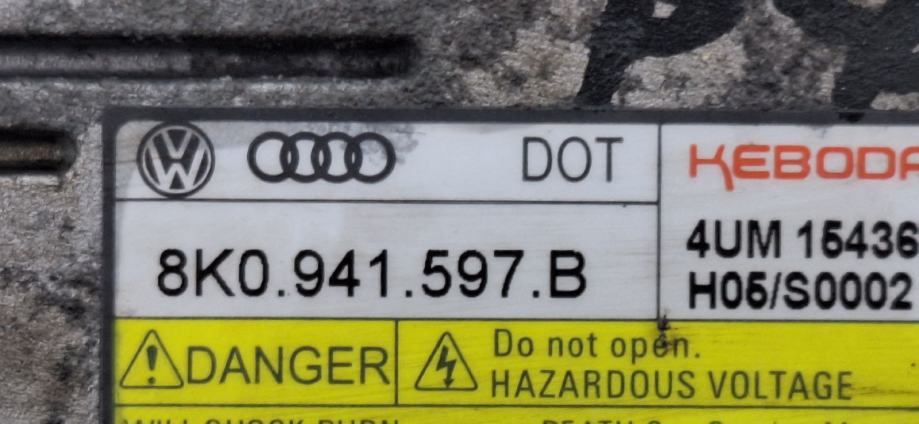 DOT
KEBODA
8K0.941.597.B
4UM 15436
H05/S0002
DANGER
Do not open.
HAZARDOUS VOLTAGE